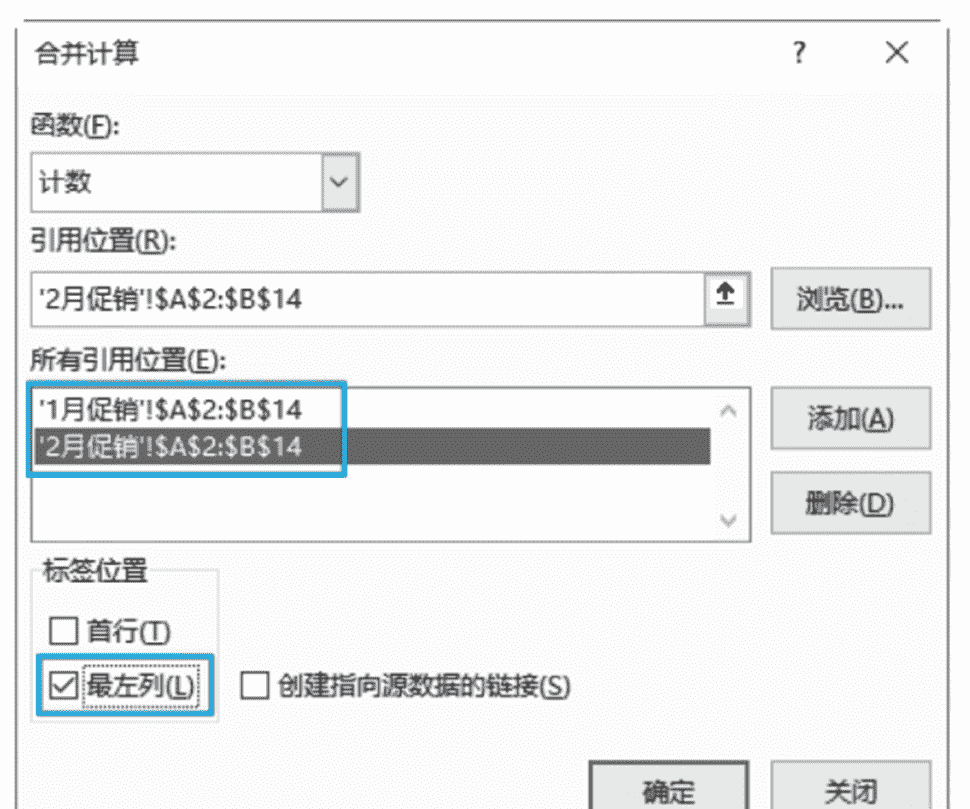 合并计算 ?
函数(F):
计数
引用位置(R):
'2月促销'!$A$2:$B$14
浏览(B)...
所有引用位置(E):
'1月促销'!$A$2:$B$14
'2月促销'!$A$2:$B$14
添加(A)
删除(D)
标签位置
首行(T)
最左列(L)
创建指向源数据的链接(S)
确定
关闭